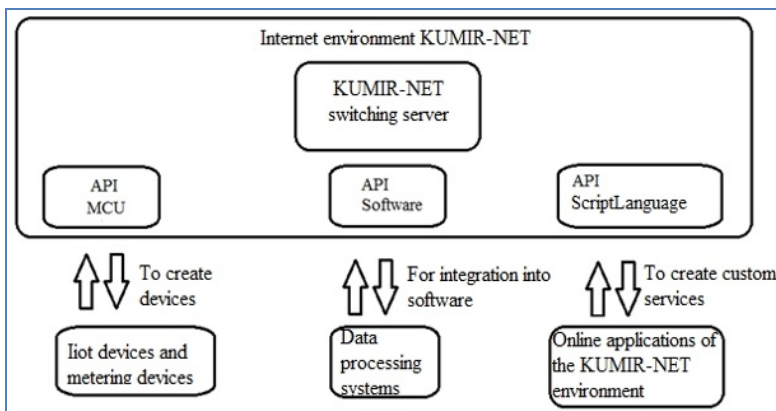 Internet environment KUMIR-NET
KUMIR-NET
switching server
API
MCU
API
Software
API
ScriptLanguage
To create
devices
For integration into
software
To create custom
services
Iiot devices and
metering devices
Data
processing
systems
Online applications of
the KUMIR-NET
environment